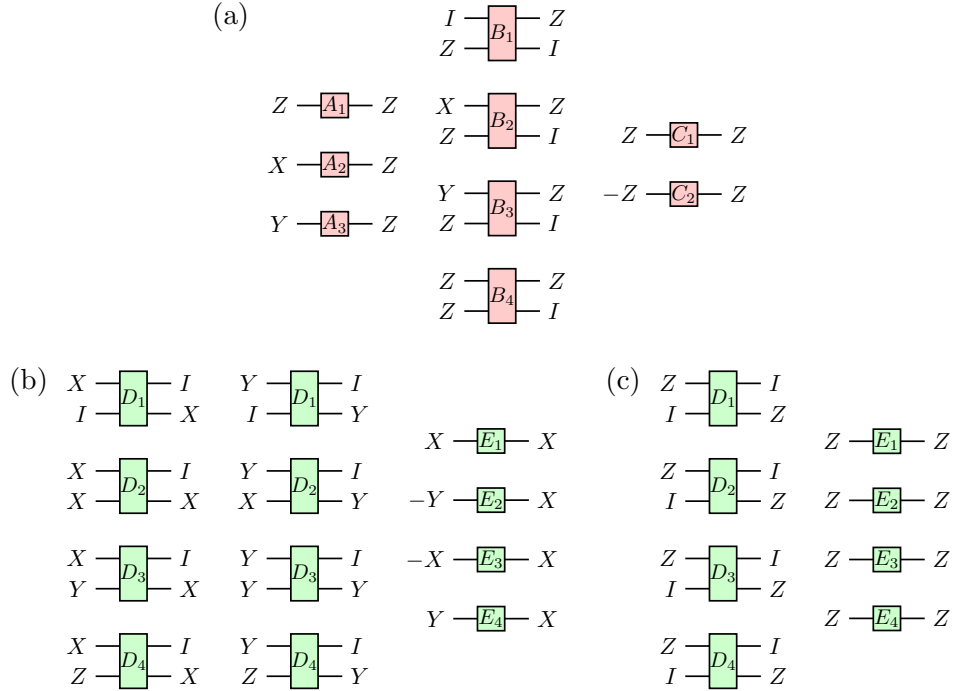 (a)
I B₁ Z
Z I
Z A₁ Z
X A₂ Z
Y A₃ Z
X B₂ Z
Z I
Y B₃ Z
Z I
Z B₄ Z
Z I
Z C₁ Z
−Z C₂ Z
(b)
X D₁ I
I X
X D₂ I
X X
X D₃ I
Y X
X D₄ I
Z X
Y D₁ I
I Y
Y D₂ I
X Y
Y D₃ I
Y Y
Y D₄ I
Z Y
X E₁ X
−Y E₂ X
−X E₃ X
Y E₄ X
(c)
Z D₁ I
I Z
Z D₂ I
I Z
Z D₃ I
I Z
Z D₄ I
I Z
Z E₁ Z
Z E₂ Z
Z E₃ Z
Z E₄ Z